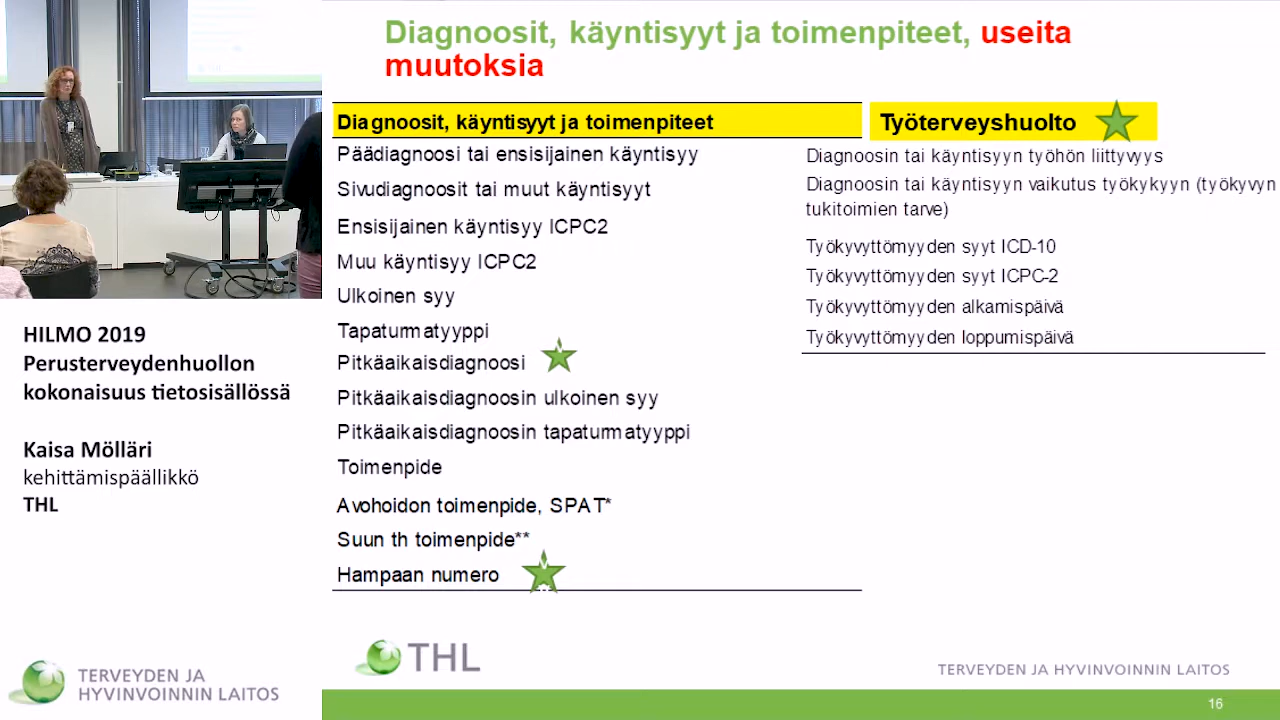 Diagnoosit, käyntisyyt ja toimenpiteet, useita
muutoksia
Diagnoosit, käyntisyyt ja toimenpiteet
Päädiagnoosi tai ensisijainen käyntisyy
Sivudiagnoosit tai muut käyntisyyt
Ensisijainen käyntisyy ICPC2
Muu käyntisyy ICPC2
Ulkoinen syy
Tapaturmatyyppi
Pitkäaikaisdiagnoosi
Pitkäaikaisdiagnoosin ulkoinen syy
Pitkäaikaisdiagnoosin tapaturmatyyppi
Toimenpide
Avohoidon toimenpide, SPAT*
Suun th toimenpide**
Hampaan numero
Työterveyshuolto
Diagnoosin tai käyntisyyn työhön liittyvyys
Diagnoosin tai käyntisyyn vaikutus työkykyyn (työkyvyn
tukitoimien tarve)
Työkyvyttömyyden syyt ICD-10
Työkyvyttömyyden syyt ICPC-2
Työkyvyttömyyden alkamispäivä
Työkyvyttömyyden loppumispäivä
HILMO 2019
Perusterveydenhuollon
kokonaisuus tietosisällössä
Kaisa Mölläri
kehittämispäällikkö
THL
TERVEYDEN JA
HYVINVOINNIN LAITOS
THL
TERVEYDEN JA HYVINVOINNIN LAITOS
16